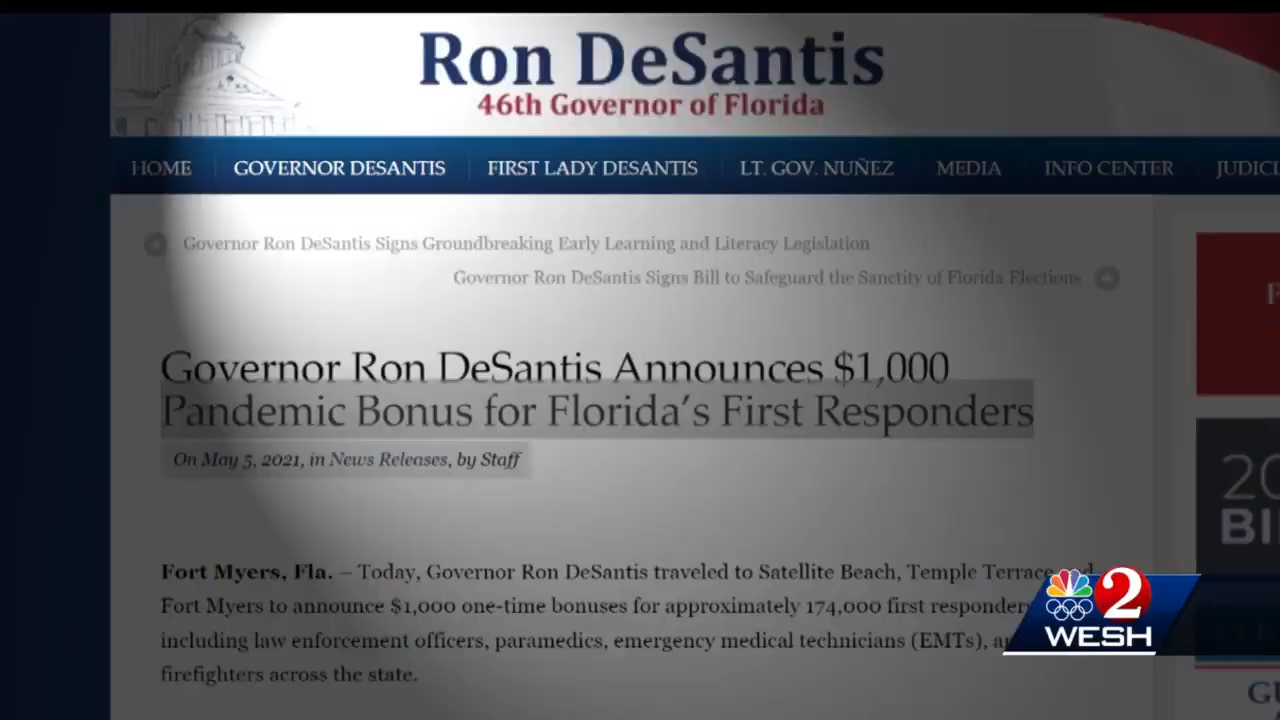 Ron DeSantis
46th Governor of Florida
HOME GOVERNOR DESANTIS FIRST LADY DESANTIS LT. GOV. NUÑEZ MEDIA INFO CENTER
Governor Ron DeSantis Signs Groundbreaking Early Learning and Literacy Legislation
Governor Ron DeSantis Signs Bill to Safeguard the Sanctity of Florida Elections
Governor Ron DeSantis Announces $1,000
Pandemic Bonus for Florida's First Responders
On May 5, 2021, in News Releases, by Staff
Fort Myers, Fla. – Today, Governor Ron DeSantis traveled to Satellite Beach, Temple Terrace
Fort Myers to announce $1,000 one-time bonuses for approximately 174,000 first responders
including law enforcement officers, paramedics, emergency medical technicians (EMTs),
firefighters across the state.
2
WESH